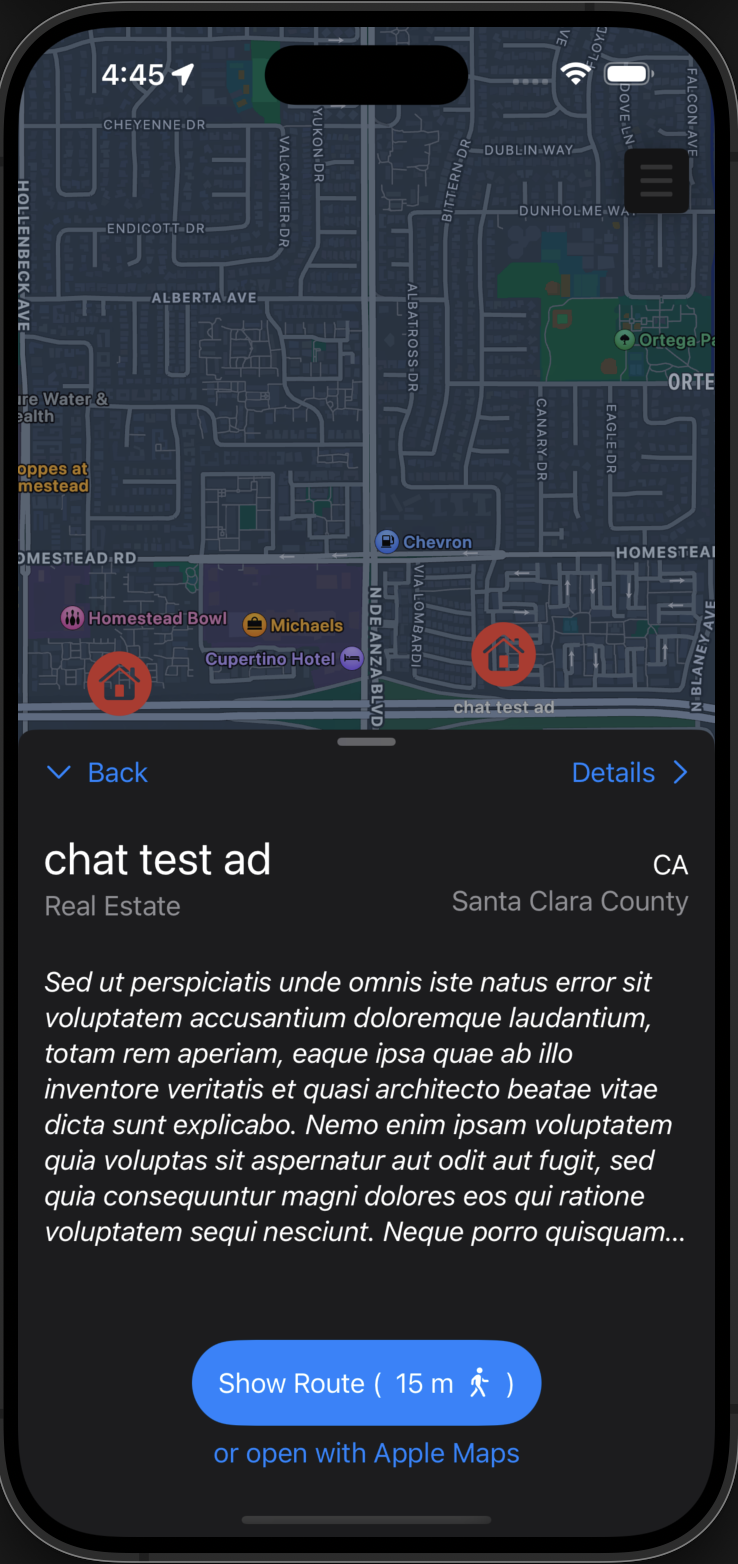 4:45
VE
FLOYD
CHEYENNE DR
YUKON DR
VALCARTIER DR
BITTERN DR
DUBLIN WAY
DOVE LN
FALCON AVE
HOLLENBECK AVE
ENDICOTT DR
DUNHOLME WA
ALBERTA AVE
ALBATROSS DR
Ortega Pa
ORTE
ure Water &
ealth
CANARY DR
EAGLE DR
oppes at
mestead
Chevron
OMESTEAD RD
HOMESTEAD
VIA LOMBARDI
N DE ANZA BLVD
N BLANEY AVE
Homestead Bowl
Michaels
Cupertino Hotel
chat test ad
Back
Details
chat test ad
CA
Real Estate
Santa Clara County
Sed ut perspiciatis unde omnis iste natus error sit
voluptatem accusantium doloremque laudantium,
totam rem aperiam, eaque ipsa quae ab illo
inventore veritatis et quasi architecto beatae vitae
dicta sunt explicabo. Nemo enim ipsam voluptatem
quia voluptas sit aspernatur aut odit aut fugit, sed
quia consequuntur magni dolores eos qui ratione
voluptatem sequi nesciunt. Neque porro quisquam...
Show Route ( 15 m )
or open with Apple Maps